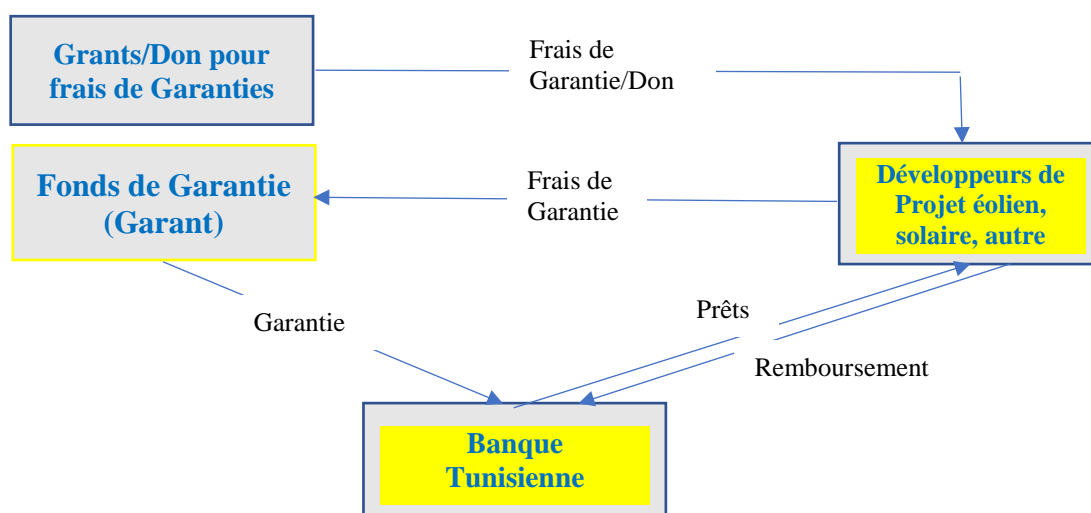 Grants/Don pour
frais de Garanties
Frais de
Garantie/Don
Fonds de Garantie
(Garant)
Frais de
Garantie
Développeurs de
Projet éolien,
solaire, autre
Garantie
Prêts
Remboursement
Banque
Tunisienne